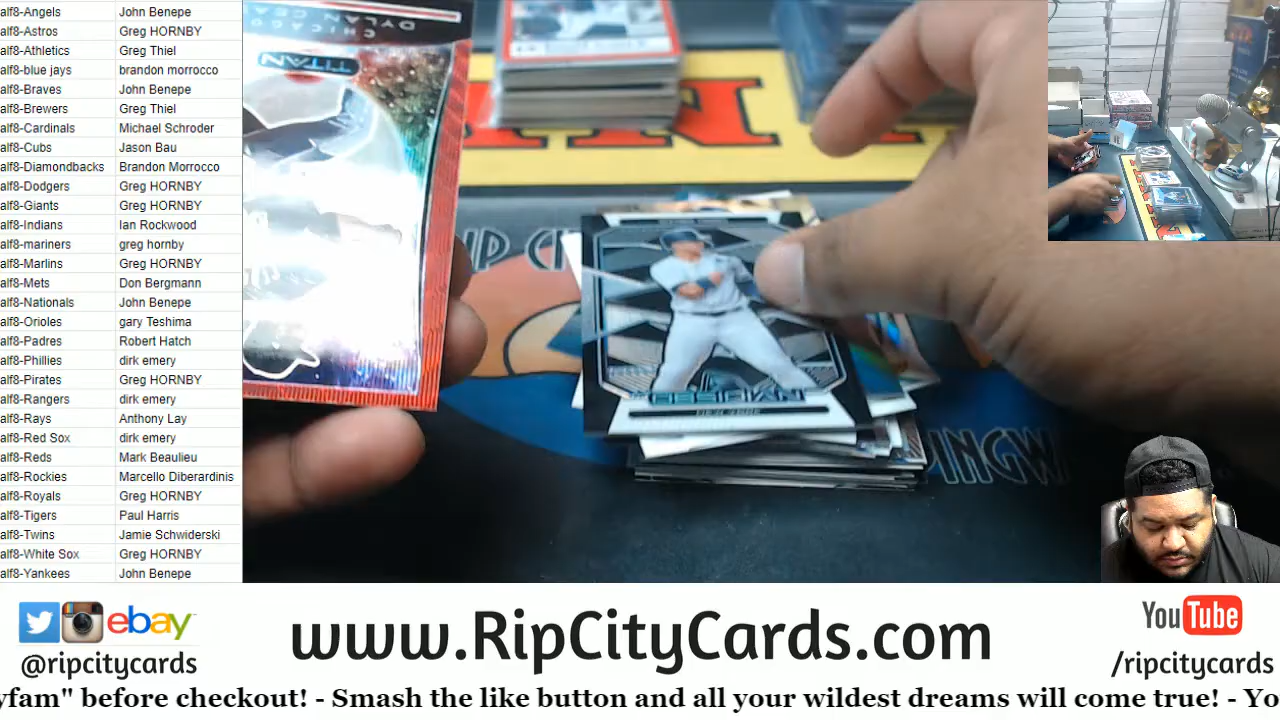 alf8-Angels John Benepe
alf8-Astros Greg HORNBY
alf8-Athletics Greg Thiel
alf8-blue jays brandon morrocco
alf8-Braves John Benepe
alf8-Brewers Greg Thiel
alf8-Cardinals Michael Schroder
alf8-Cubs Jason Bau
alf8-Diamondbacks Brandon Morrocco
alf8-Dodgers Greg HORNBY
alf8-Giants Greg HORNBY
alf8-Indians Ian Rockwood
alf8-mariners greg hornby
alf8-Marlins Greg HORNBY
alf8-Mets Don Bergmann
alf8-Nationals John Benepe
alf8-Orioles gary Teshima
alf8-Padres Robert Hatch
alf8-Phillies dirk emery
alf8-Pirates Greg HORNBY
alf8-Rangers dirk emery
alf8-Rays Anthony Lay
alf8-Red Sox dirk emery
alf8-Reds Mark Beaulieu
alf8-Rockies Marcello Diberardinis
alf8-Royals Greg HORNBY
alf8-Tigers Paul Harris
alf8-Twins Jamie Schwiderski
alf8-White Sox Greg HORNBY
alf8-Yankees John Benepe
CHICAGO
DYLAN CEA
TITAN
P CI
OBSIDIAN
PINGW
ebay
@ripcitycards
www.RipCityCards.com
YouTube
/ripcitycards
yfam" before checkout! - Smash the like button and all your wildest dreams will come true! - Yo